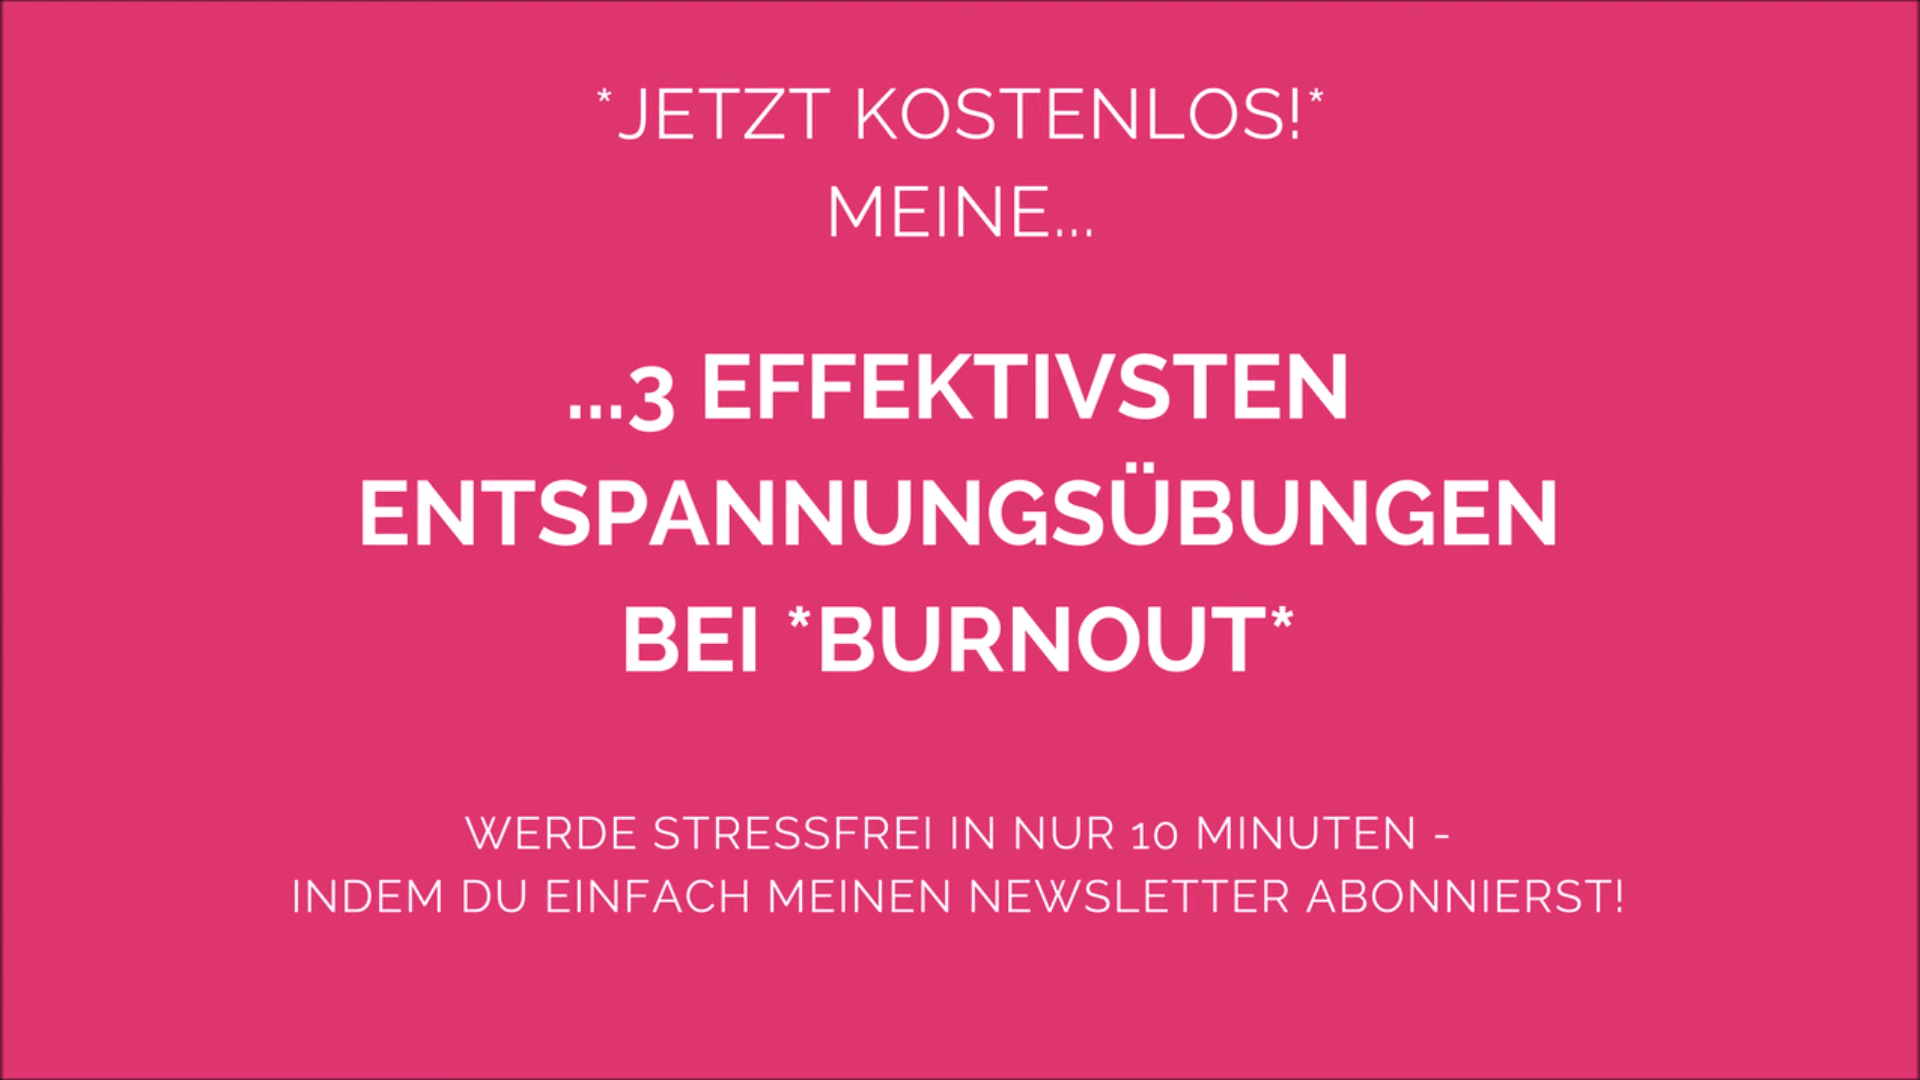 *JETZT KOSTENLOS!*
MEINE...
...3 EFFEKTIVSTEN
ENTSPANNUNGSÜBUNGEN
BEI *BURNOUT*
WERDE STRESSFREI IN NUR 10 MINUTEN -
INDEM DU EINFACH MEINEN NEWSLETTER ABONNIERST!